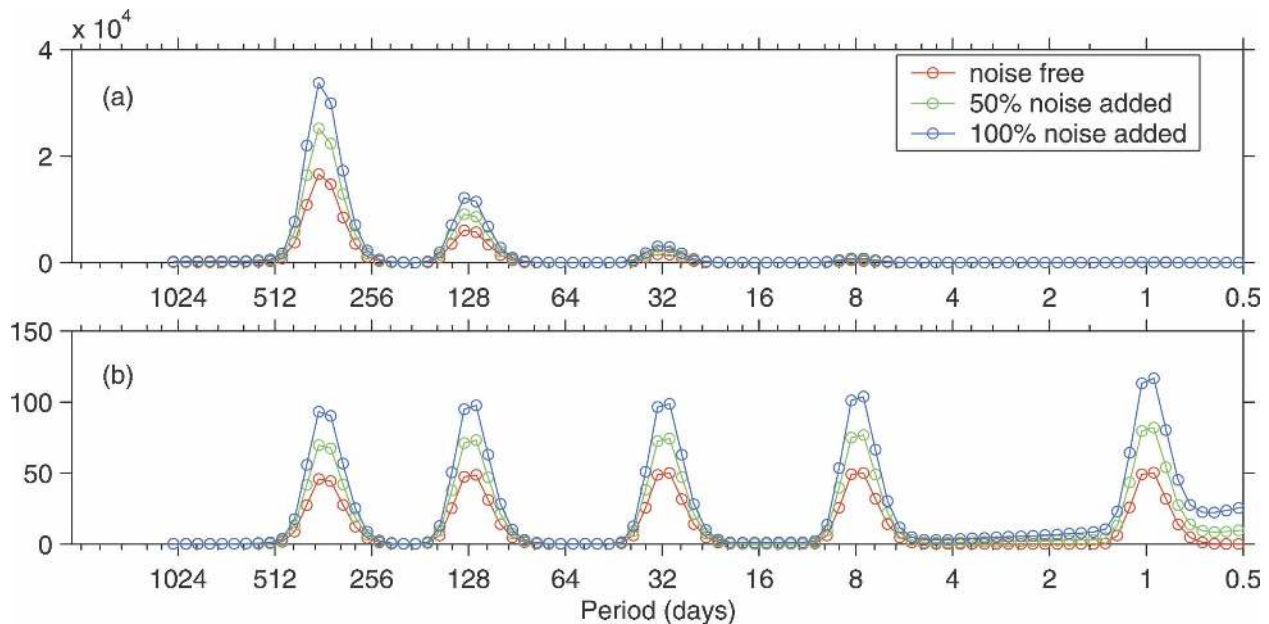 x 10⁴
4
(a)
noise free
50% noise added
100% noise added
2
0
1024 512 256 128 64 32 16 8 4 2 1 0.5
150
(b)
100
50
0
1024 512 256 128 64 32 16 8 4 2 1 0.5
Period (days)